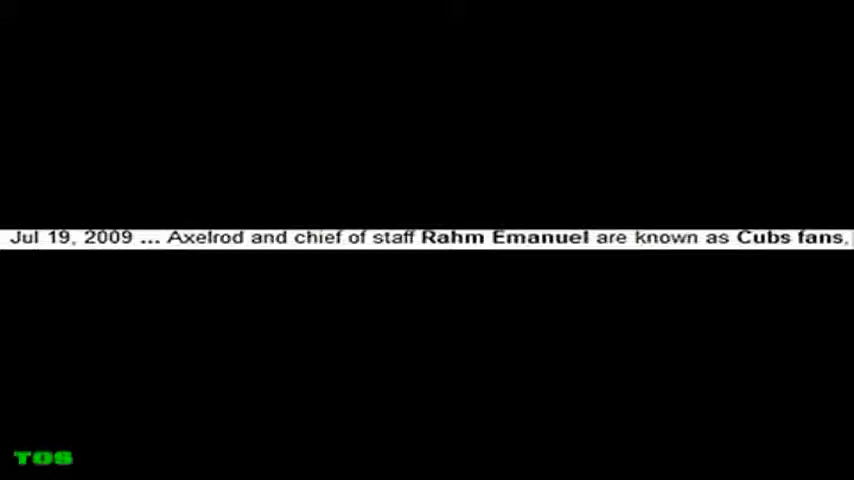 Jul 19, 2009 ... Axelrod and chief of staff Rahm Emanuel are known as Cubs fans,
TOS